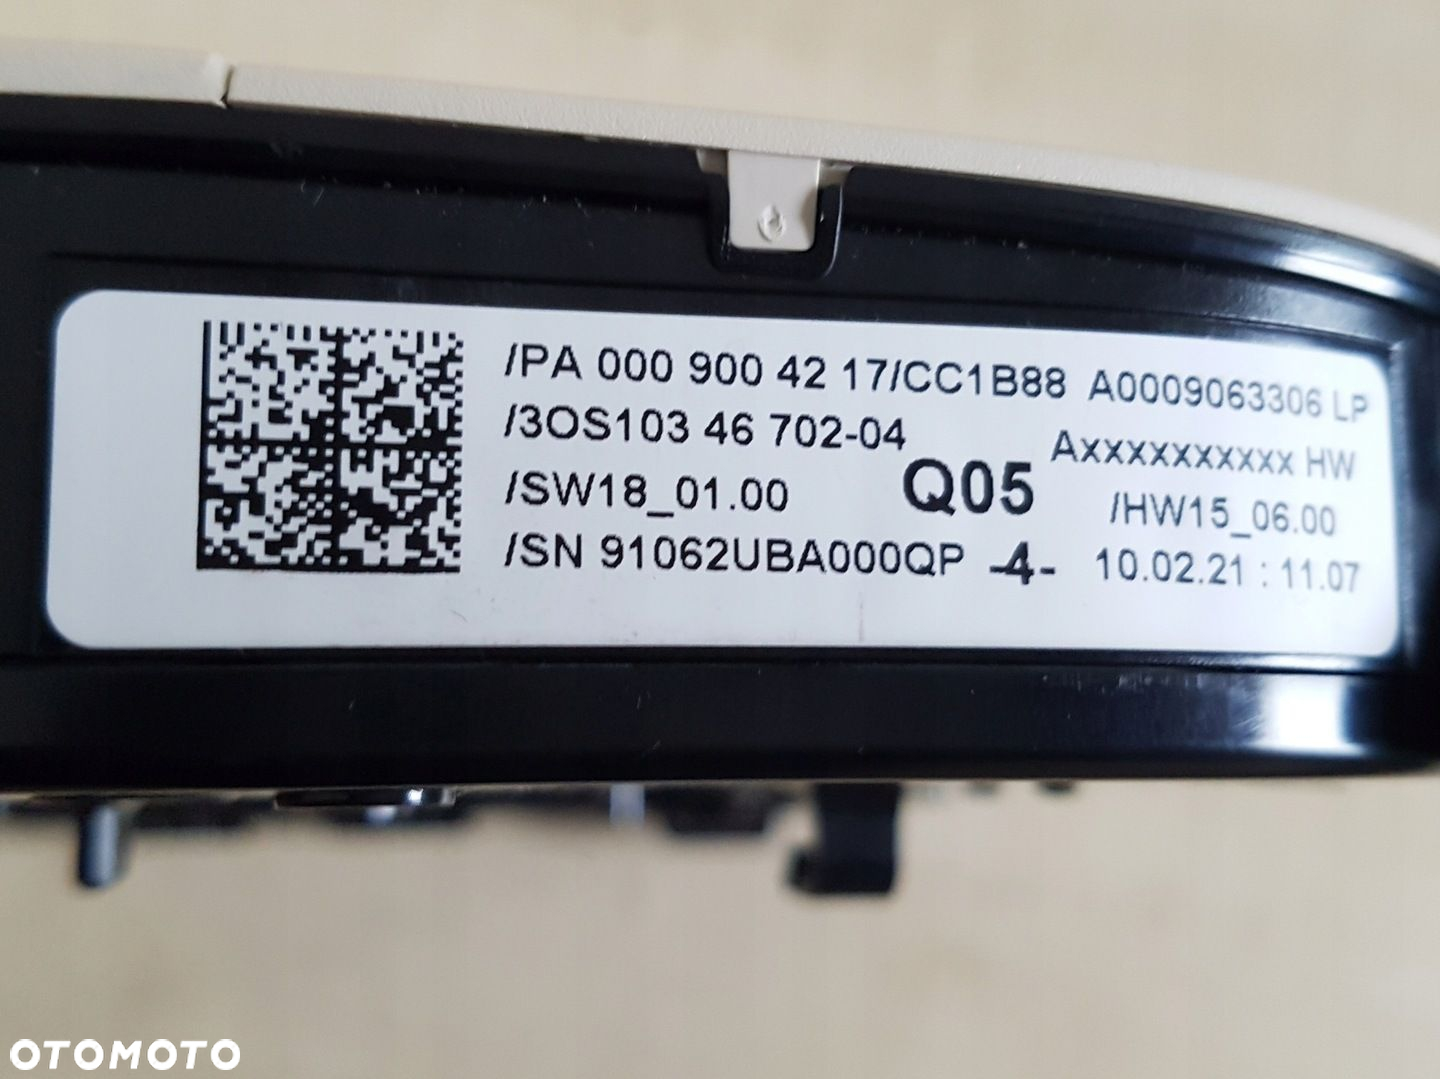 /PA 000 900 42 17/CC1B88 A0009063306 LP
/3OS103 46 702-04 Axxxxxxxxxx HW
/SW18_01.00 Q05 /HW15_06.00
/SN 91062UBA000QP -4- 10.02.21 : 11.07
OTOMOTO